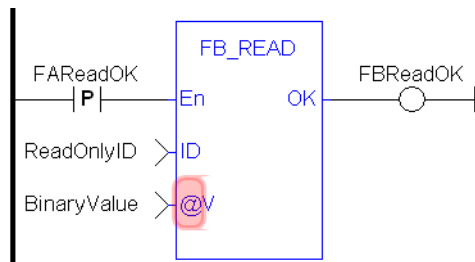 FB_READ
FAReadOK
FBReadOK
P
En
OK
ReadOnlyID
ID
BinaryValue
@V